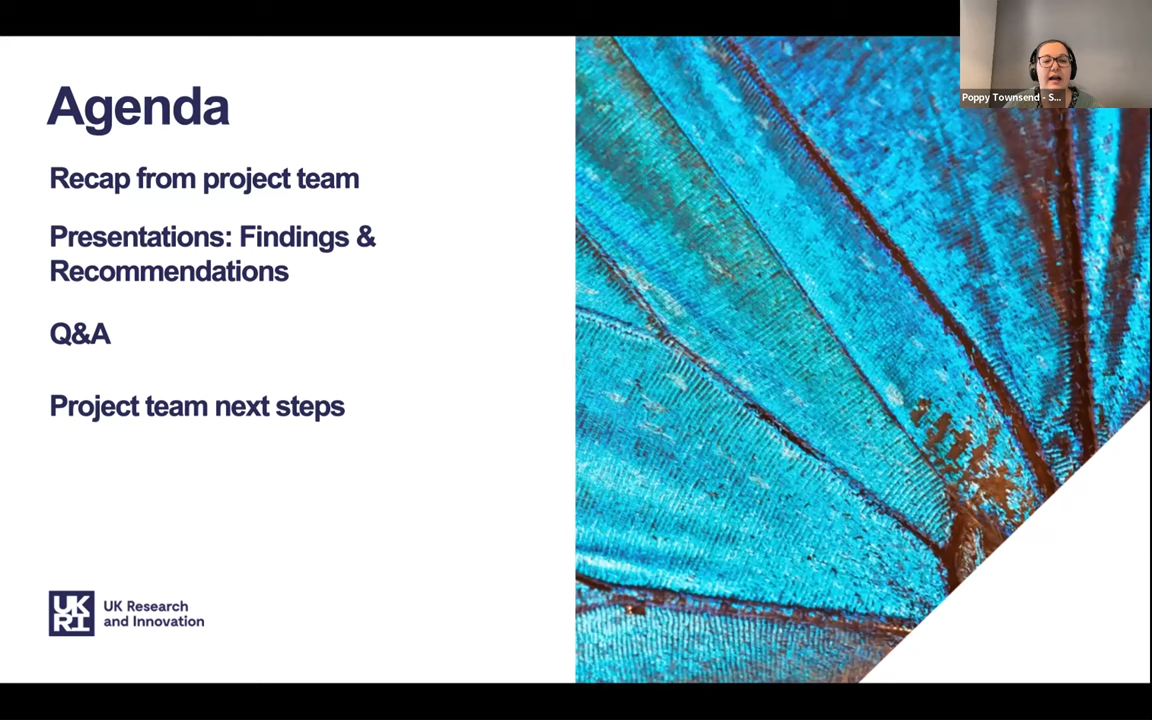 Agenda
Poppy Townsend - S...
Recap from project team
Presentations: Findings &
Recommendations
Q&A
Project team next steps
UK
RI
UK Research
and Innovation